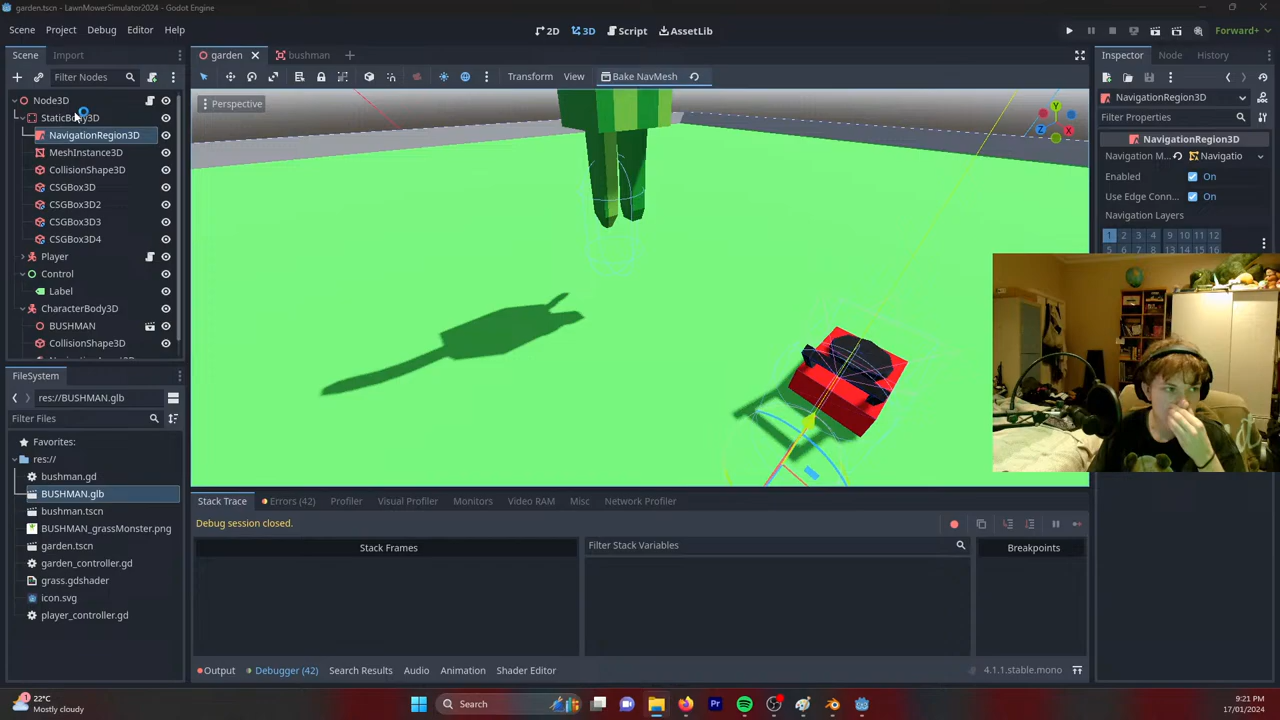 garden.tscn - LawnMowerSimulator2024 - Godot Engine
Scene Project Debug Editor Help
2D 3D Script AssetLib
Forward+
Scene Import
garden bushman
Inspector Node History
Filter Nodes
Transform View Bake NavMesh
Perspective
NavigationRegion3D
Filter Properties
NavigationRegion3D
Navigation M... Navigatio
Enabled On
Use Edge Conn... On
Navigation Layers
1 2 3 4 9 10 11 12
Y
X
Z
Node3D
NavigationRegion3D
MeshInstance3D
CollisionShape3D
CSGBox3D
CSGBox3D2
CSGBox3D3
CSGBox3D4
Player
Control
Label
CharacterBody3D
BUSHMAN
CollisionShape3D
FileSystem
res://BUSHMAN.glb
Filter Files
Favorites:
res://
bushman.gd
BUSHMAN.glb
bushman.tscn
BUSHMAN_grassMonster.png
garden.tscn
garden_controller.gd
grass.gdshader
icon.svg
player_controller.gd
Stack Trace Errors (42) Profiler Visual Profiler Monitors Video RAM Misc Network Profiler
Debug session closed.
Stack Frames
Filter Stack Variables
Breakpoints
Output Debugger (42) Search Results Audio Animation Shader Editor
4.1.1.stable.mono
22°C
Mostly cloudy
Search
9:21 PM
17/01/2024